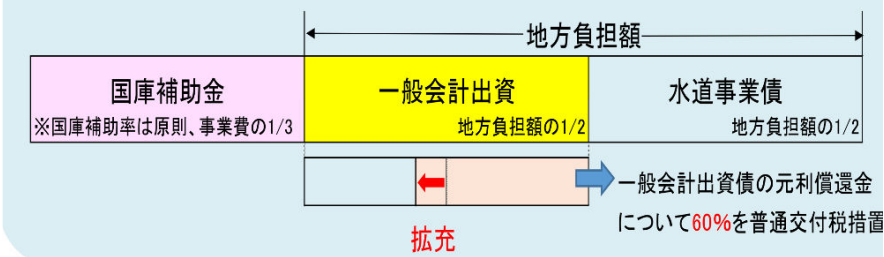 地方負担額
国庫補助金
※国庫補助率は原則、事業費の1/3
一般会計出資
地方負担額の1/2
水道事業債
地方負担額の1/2
拡充
一般会計出資債の元利償還金
について60%を普通交付税措置